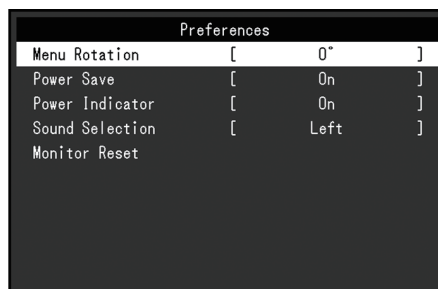 Preferences
Menu Rotation [ 0° ]
Power Save [ On ]
Power Indicator [ On ]
Sound Selection [ Left ]
Monitor Reset